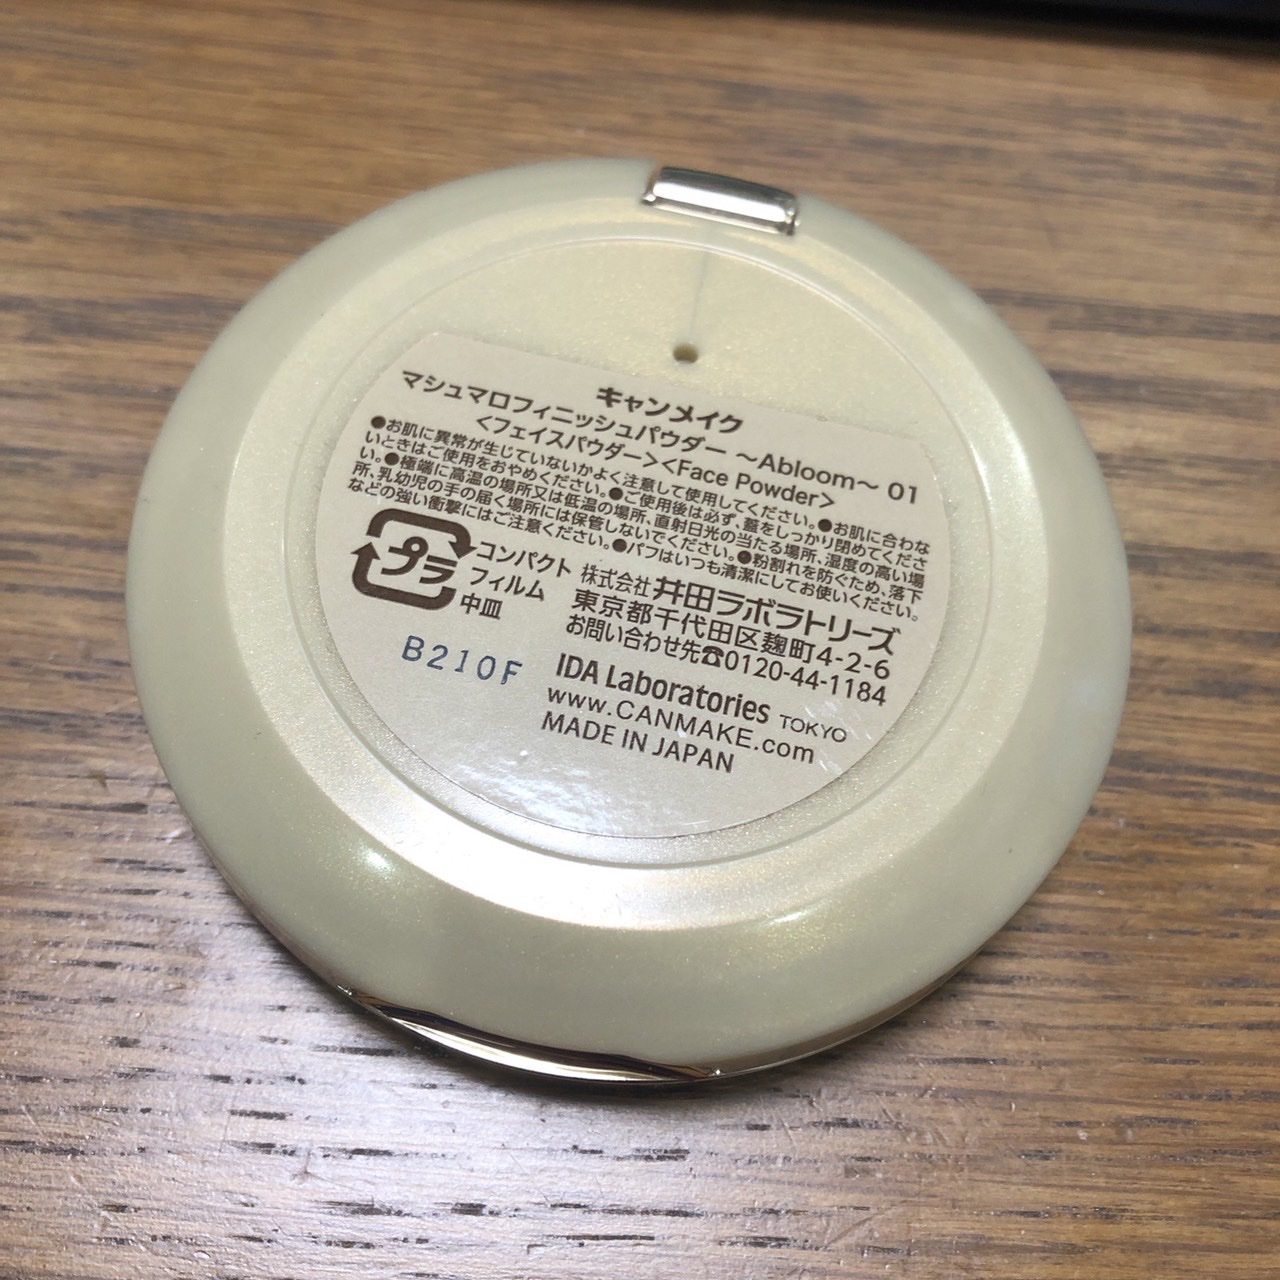 キャンメイク
マシュマロフィニッシュパウダー ～Abloom～ 01
<フェイスパウダー><Face Powder>
●お肌に異常が生じていないかよく注意して使用してください。●お肌に合わな
いときはご使用をおやめください。●ご使用後は必ず、蓋をしっかり閉めてくださ
い。●極端に高温の場所又は低温の場所、直射日光の当たる場所、湿度の高い場
所、乳幼児の手の届く場所には保管しないでください。●粉割れを防ぐため、落下
などの強い衝撃にはご注意ください。●パフはいつも清潔にしてお使いください。
プラ
コンパクト
フィルム
中皿
株式会社 井田ラボラトリーズ
東京都千代田区麹町4-2-6
お問い合わせ先☎0120-44-1184
B210F
IDA Laboratories TOKYO
www.CANMAKE.com
MADE IN JAPAN